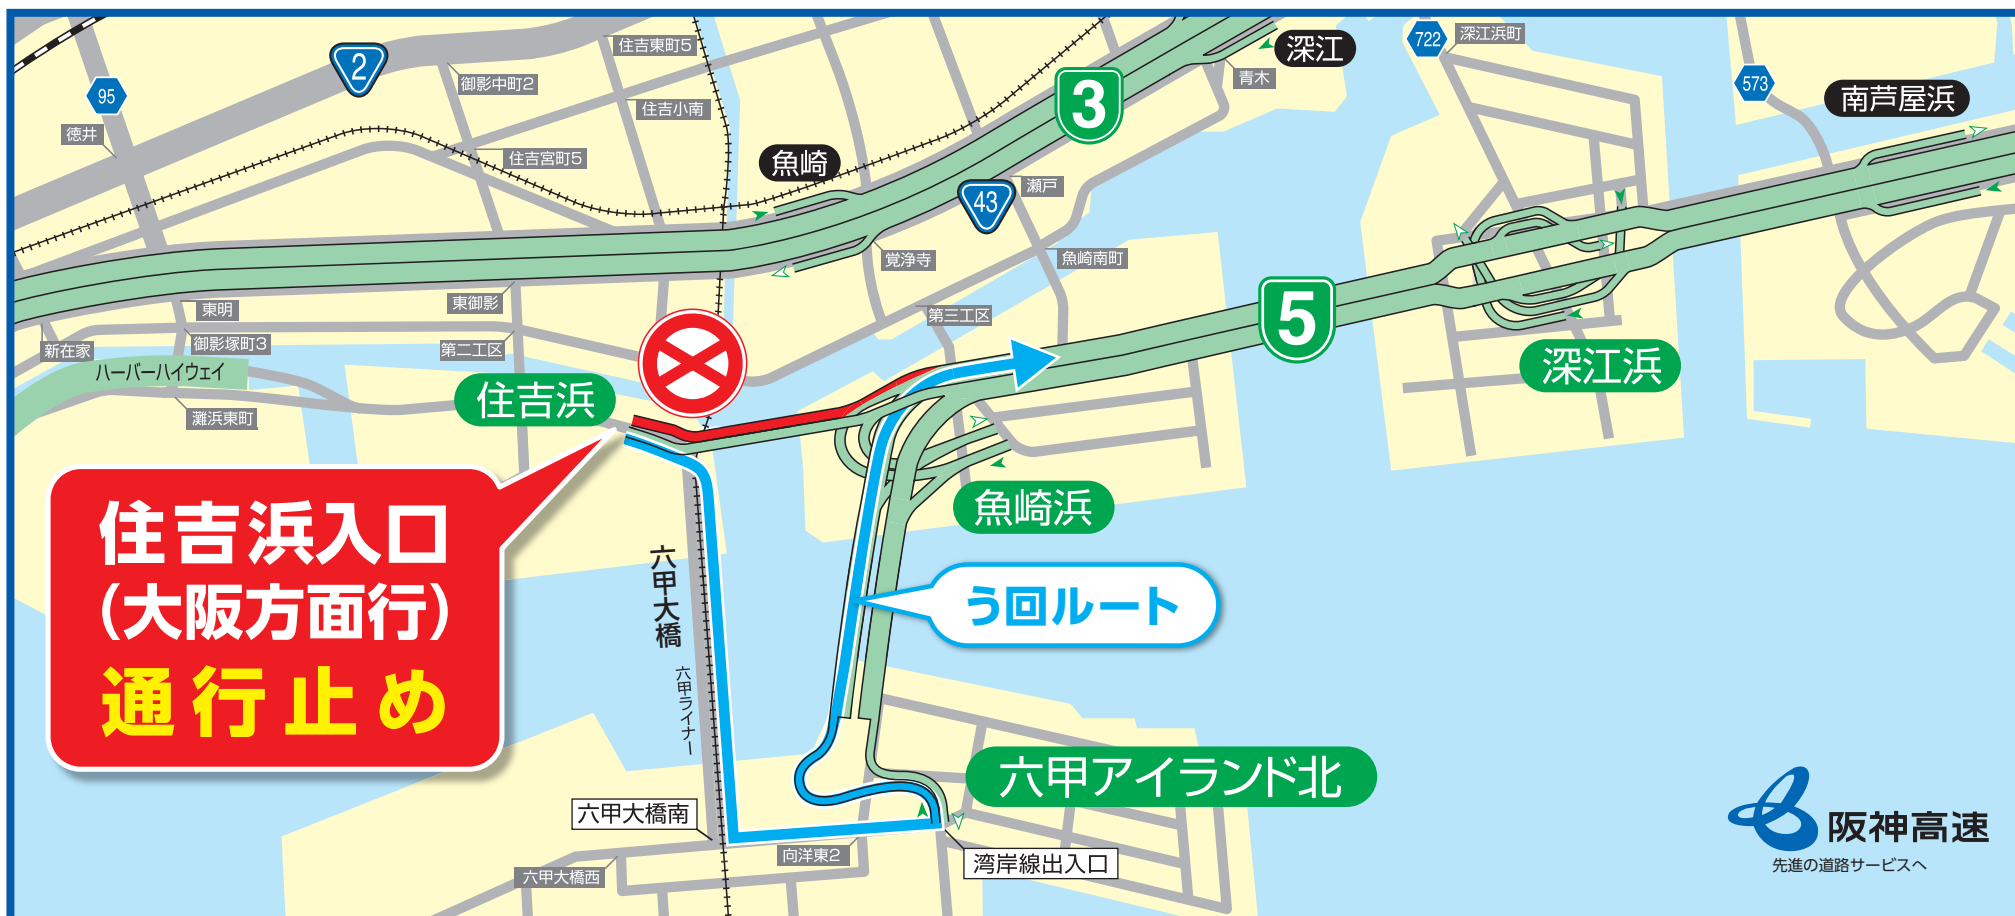 住吉東町5
深江
722
深江浜町
2
御影中町2
青木
573
95
3
南芦屋浜
住吉小南
徳井
住吉宮町5
魚崎
瀬戸
43
覚浄寺
魚崎南町
東明
東御影
第三工区
5
新在家
御影塚町3
第二工区
ハーバーハイウェイ
深江浜
住吉浜
灘浜東町
魚崎浜
住吉浜入口
(大阪方面行)
通行止め
六甲大橋
う回ルート
六甲ライナー
六甲アイランド北
六甲大橋南
阪神高速
先進の道路サービスへ
向洋東2
湾岸線出入口
六甲大橋西